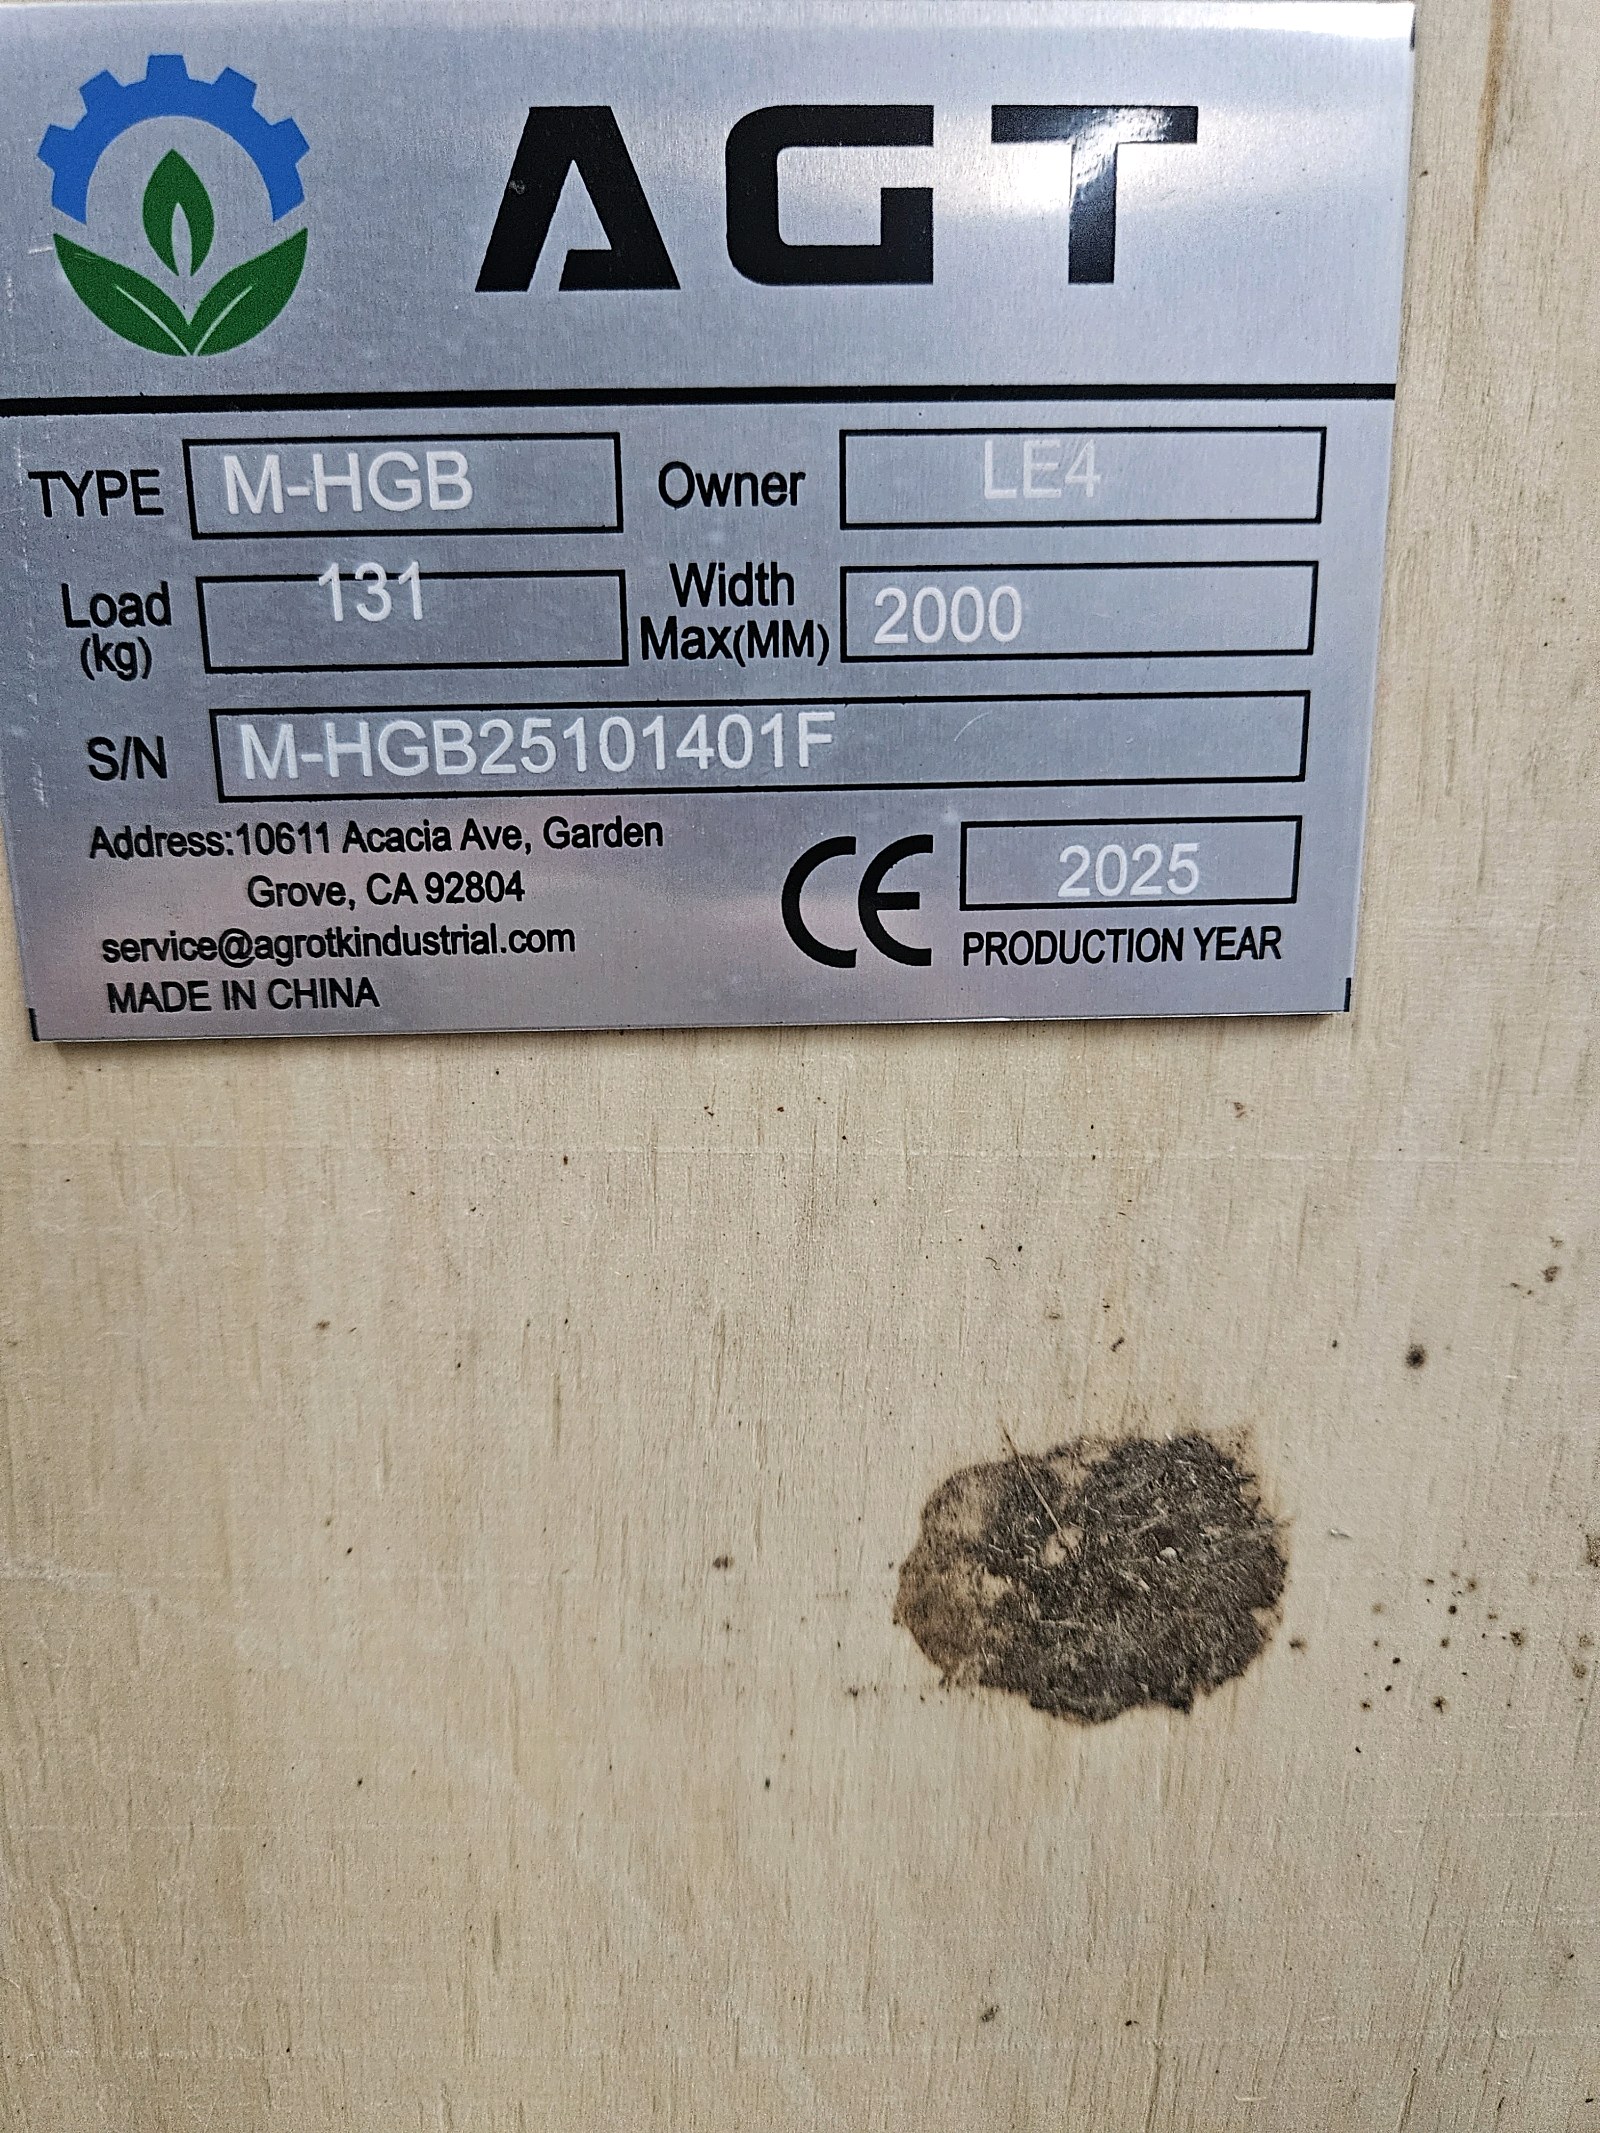 AGT
TYPE M-HGB Owner LE4
Load (kg) 131 Width Max(MM) 2000
S/N M-HGB25101401F
Address:10611 Acacia Ave, Garden
Grove, CA 92804
service@agrotkindustrial.com
MADE IN CHINA
CE 2025
PRODUCTION YEAR